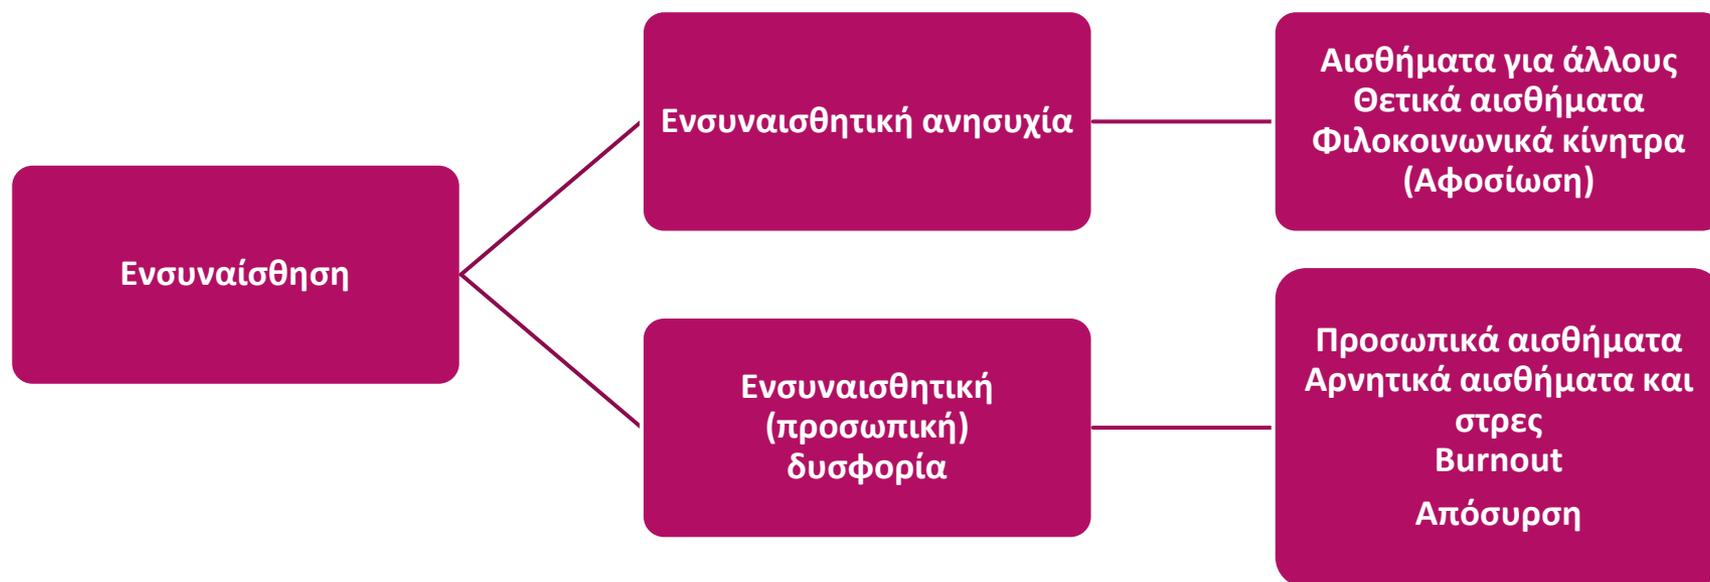 Ενσυναίσθηση
Ενσυναισθητική ανησυχία
Αισθήματα για άλλους
Θετικά αισθήματα
Φιλοκοινωνικά κίνητρα
(Αφοσίωση)
Ενσυναισθητική
(προσωπική)
δυσφορία
Προσωπικά αισθήματα
Αρνητικά αισθήματα και
στρες
Burnout
Απόσυρση